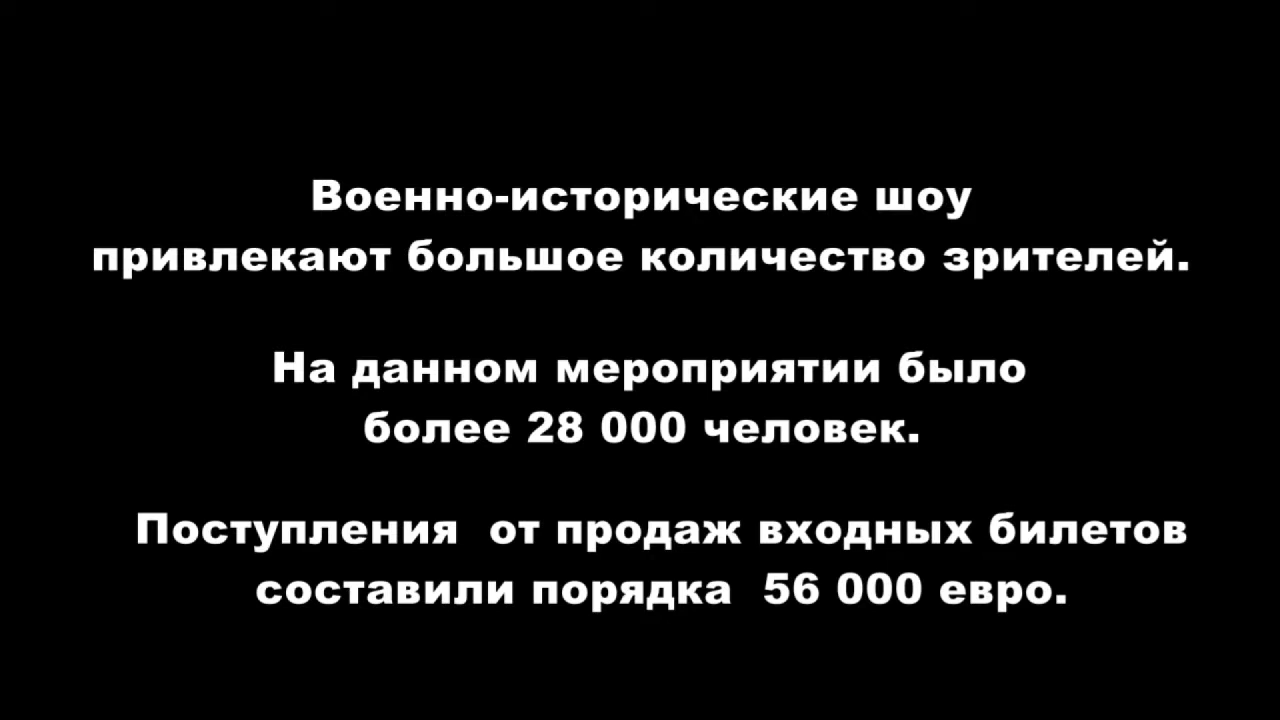 Военно-исторические шоу
привлекают большое количество зрителей.
На данном мероприятии было
более 28 000 человек.
Поступления от продаж входных билетов
составили порядка 56 000 евро.